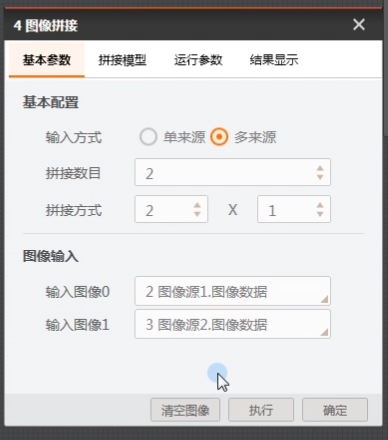 4 图像拼接
基本参数 拼接模型 运行参数 结果显示
基本配置
输入方式 单来源 多来源
拼接数目 2
拼接方式 2 X 1
图像输入
输入图像0 2 图像源1.图像数据
输入图像1 3 图像源2.图像数据
清空图像 执行 确定